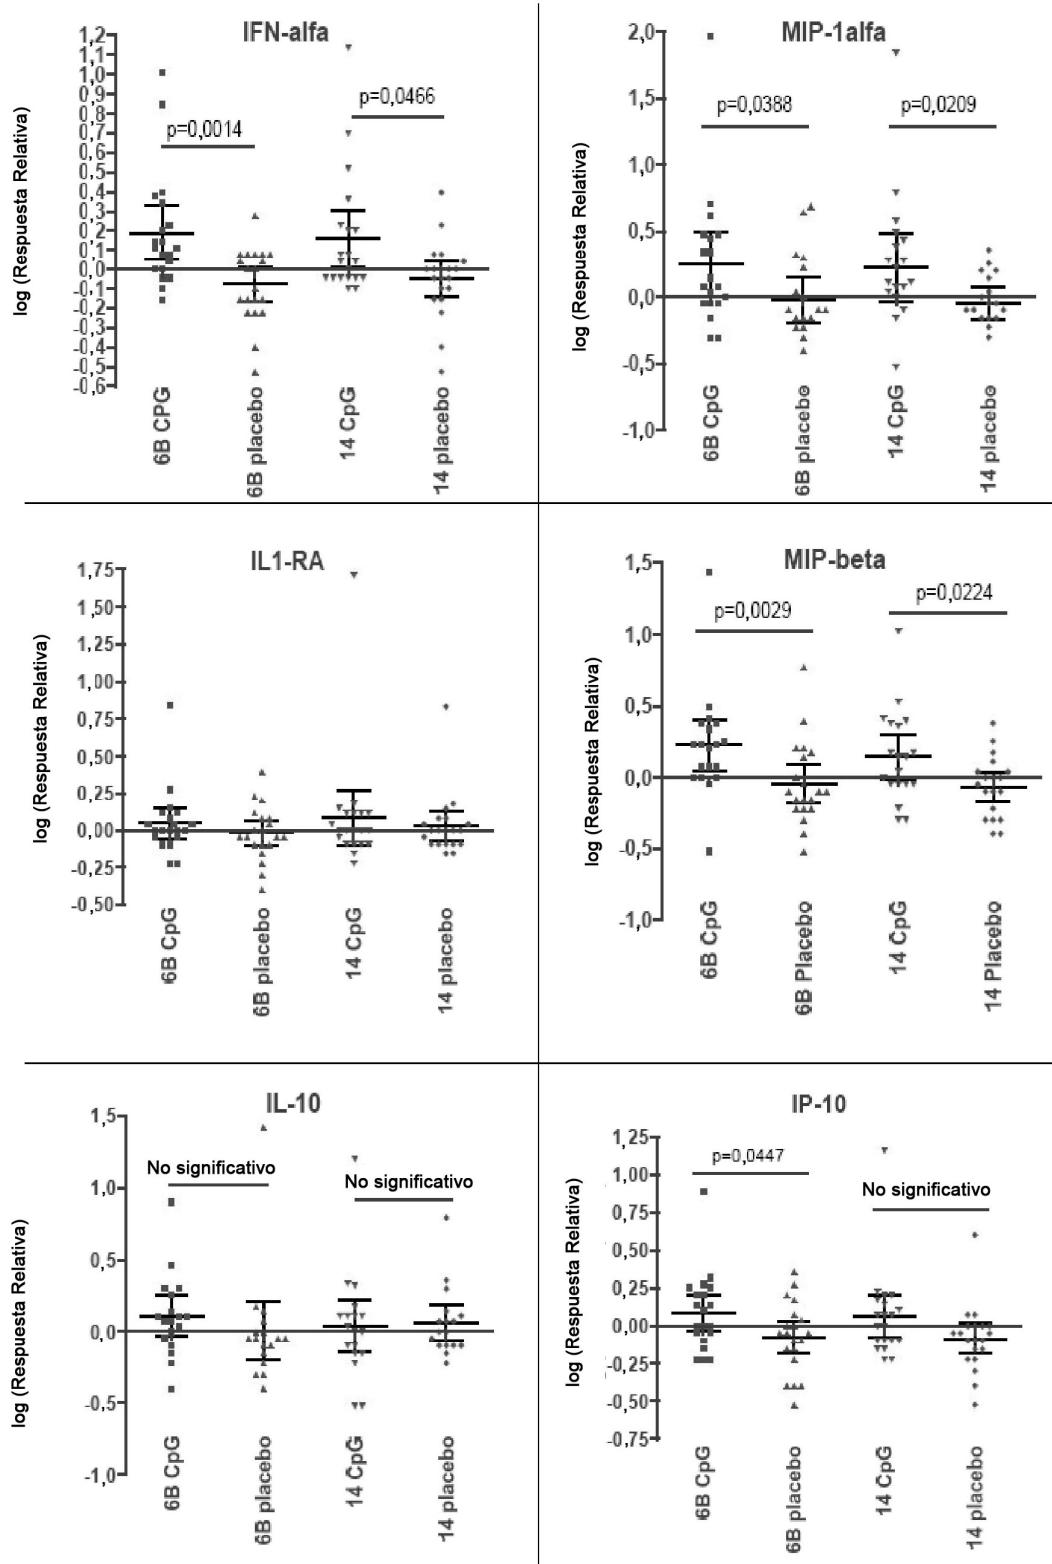 IFN-alfa
log (Respuesta Relativa)
1,2
1,1
1,0
0,9
0,8
0,7
0,6
0,5
0,4
0,3
0,2
0,1
0,0
-0,1
-0,2
-0,3
-0,4
-0,5
-0,6
p=0,0014
p=0,0466
6B CPG
6B placebo
14 CpG
14 placebo
MIP-1alfa
log (Respuesta Relativa)
2,0
1,5
1,0
0,5
0,0
-0,5
-1,0
p=0,0388
p=0,0209
6B CpG
6B placebo
14 CpG
14 placebo
IL1-RA
log (Respuesta Relativa)
1,75
1,50
1,25
1,00
0,75
0,50
0,25
0,00
-0,25
-0,50
6B CpG
6B placebo
14 CpG
14 placebo
MIP-beta
log (Respuesta Relativa)
1,5
1,0
0,5
0,0
-0,5
-1,0
p=0,0029
p=0,0224
6B CpG
6B Placebo
14 CpG
14 Placebo
IL-10
log (Respuesta Relativa)
1,5
1,0
0,5
0,0
-0,5
-1,0
No significativo
No significativo
6B CpG
6B placebo
14 CpG
14 placebo
IP-10
log (Respuesta Relativa)
1,25
1,00
0,75
0,50
0,25
0,00
-0,25
-0,50
-0,75
p=0,0447
No significativo
6B CpG
6B placebo
14 CpG
14 placebo